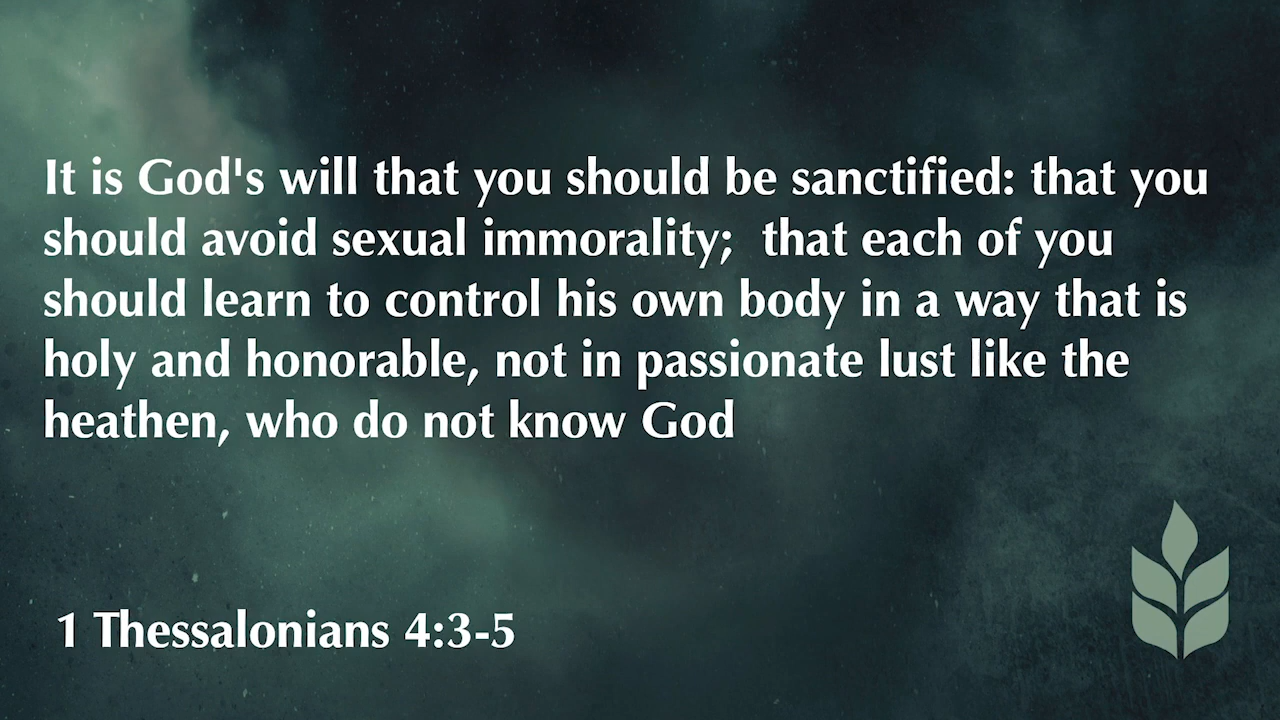 It is God's will that you should be sanctified: that you
should avoid sexual immorality;  that each of you
should learn to control his own body in a way that is
holy and honorable, not in passionate lust like the
heathen, who do not know God
1 Thessalonians 4:3-5